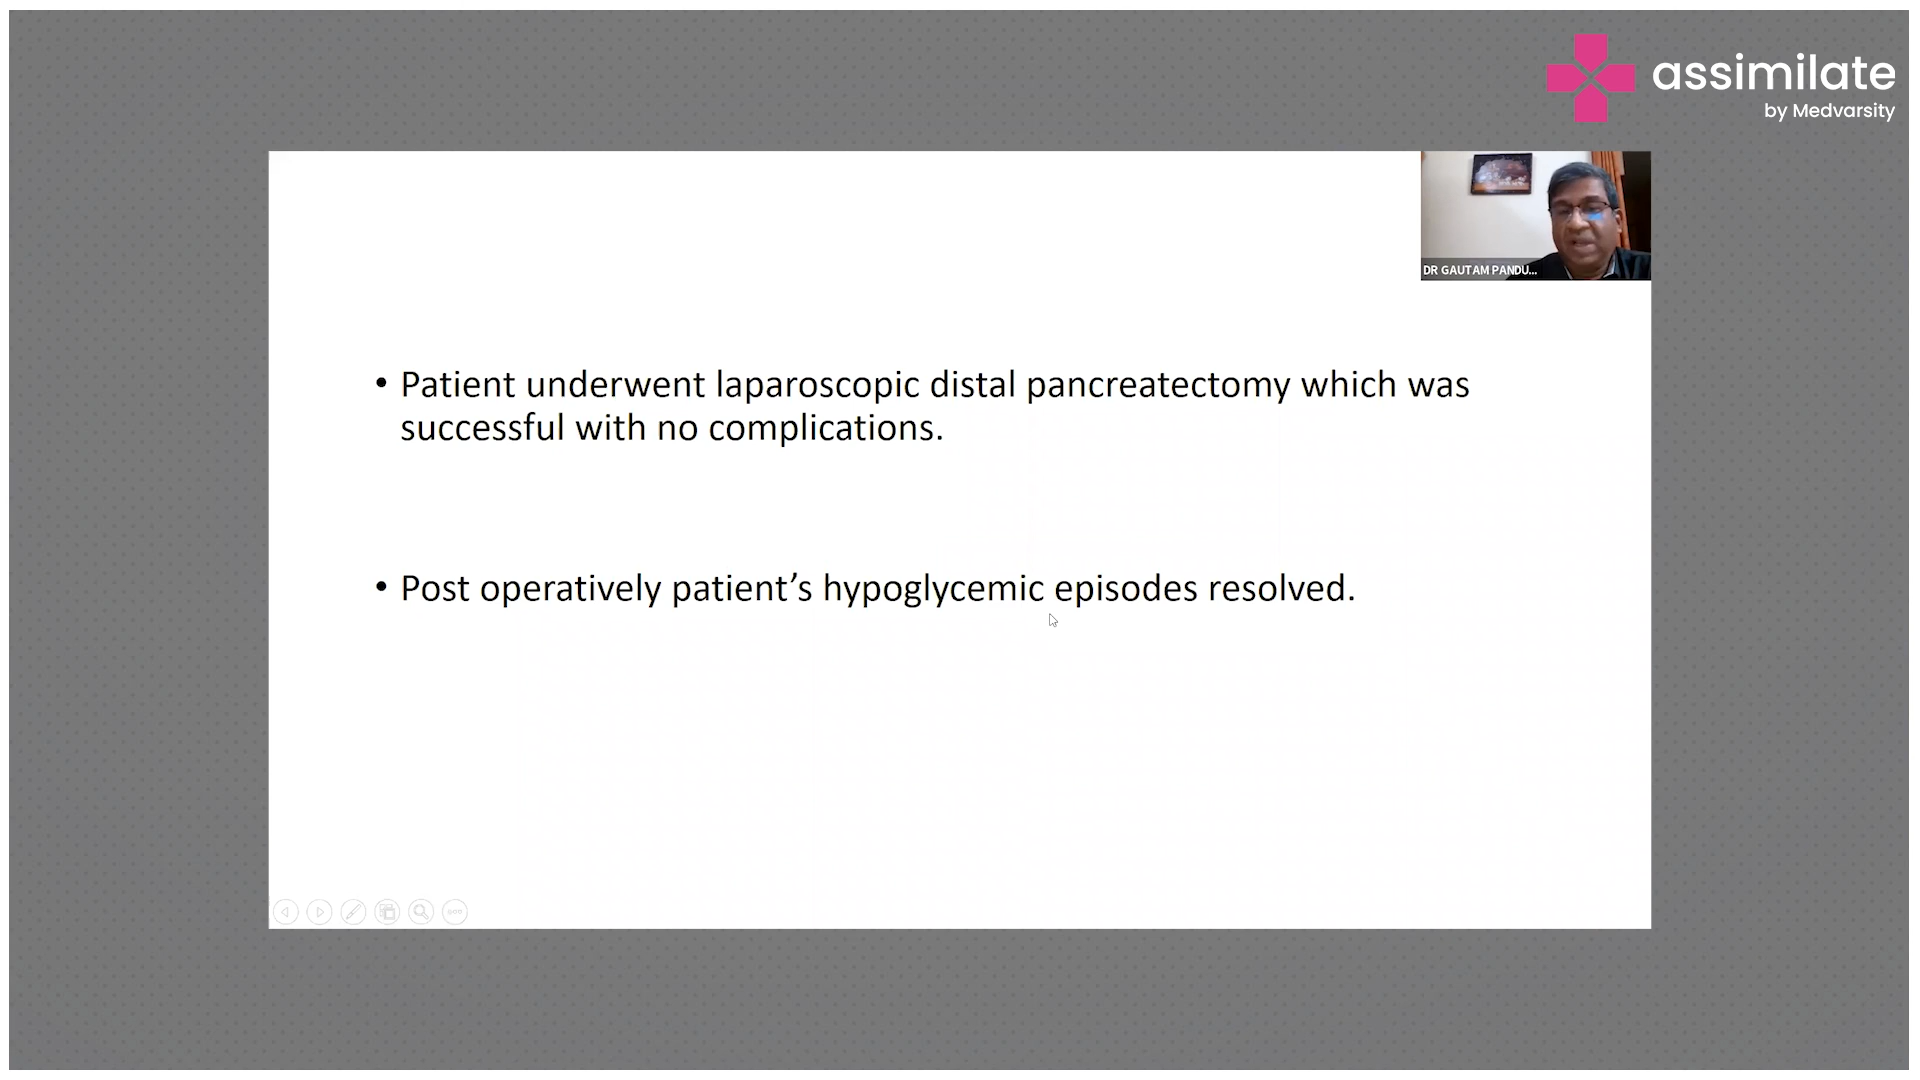 assimilate
by Medvarsity
DR GAUTAM PANDU...
• Patient underwent laparoscopic distal pancreatectomy which was
successful with no complications.
• Post operatively patient’s hypoglycemic episodes resolved.